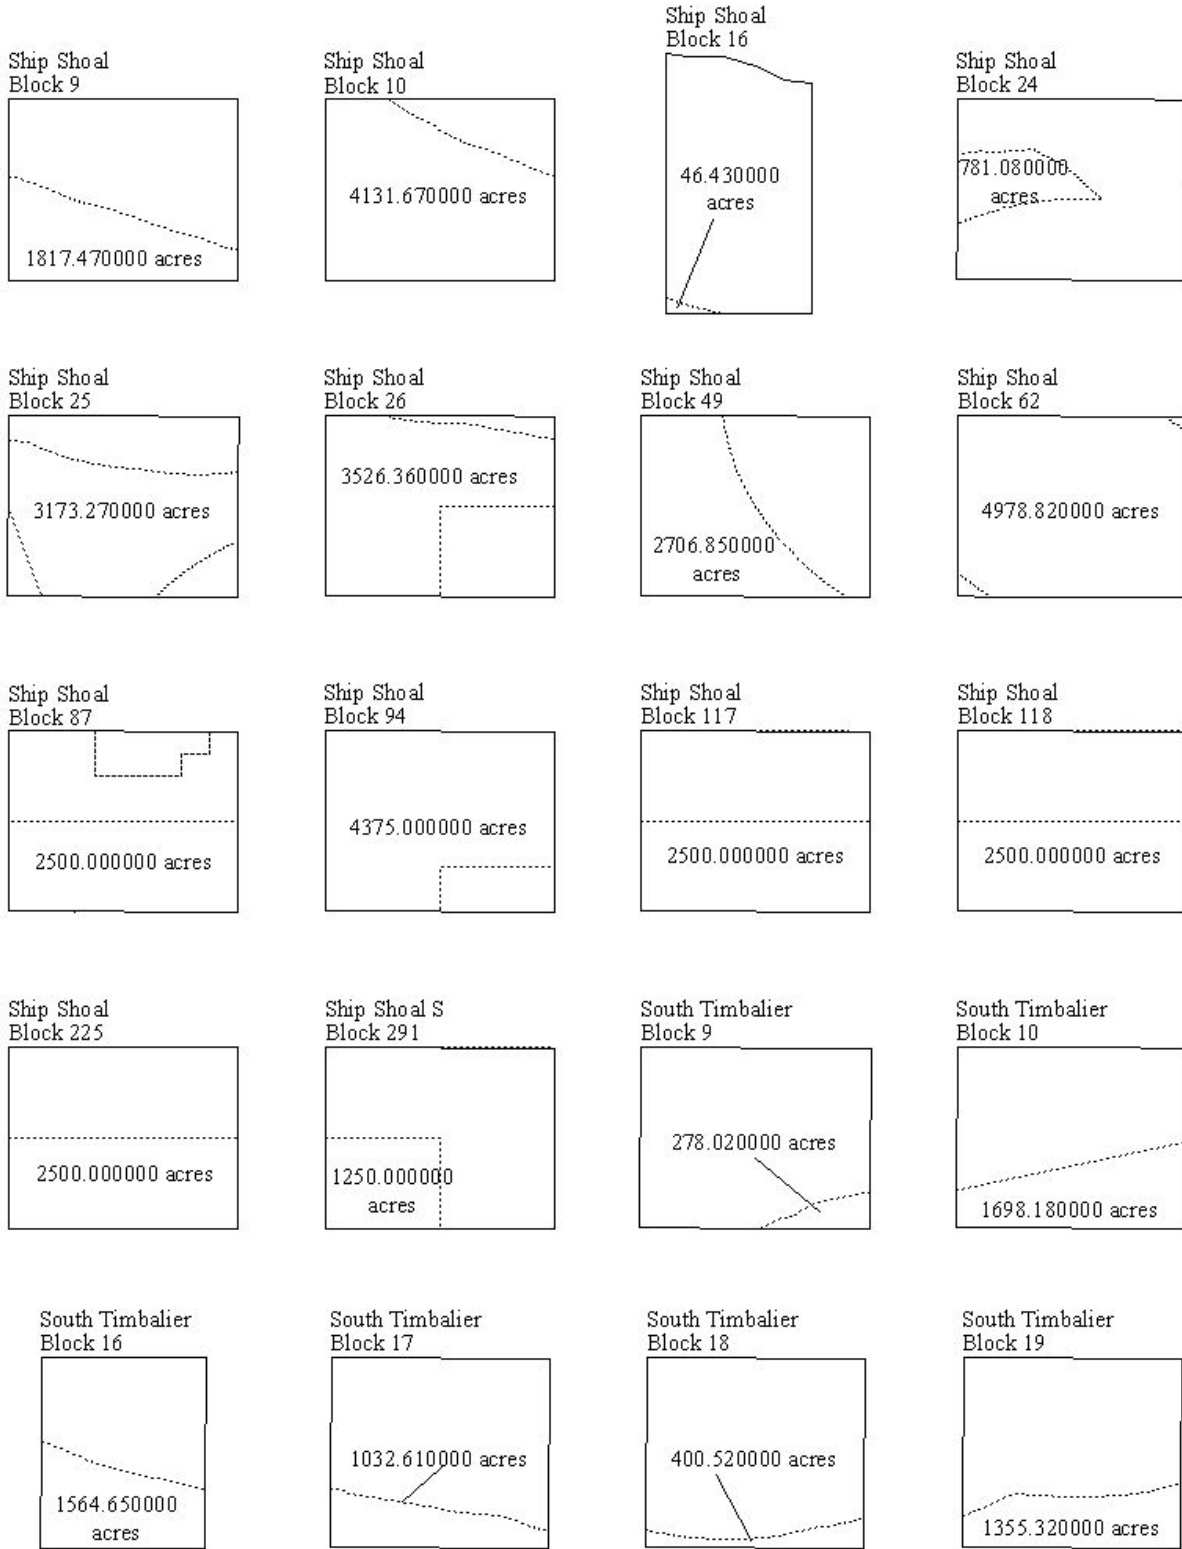 Ship Shoal
Block 9
1817.470000 acres
Ship Shoal
Block 10
4131.670000 acres
Ship Shoal
Block 16
46.430000
acres
Ship Shoal
Block 24
781.080000
acres
Ship Shoal
Block 25
3173.270000 acres
Ship Shoal
Block 26
3526.360000 acres
Ship Shoal
Block 49
2706.850000
acres
Ship Shoal
Block 62
4978.820000 acres
Ship Shoal
Block 87
2500.000000 acres
Ship Shoal
Block 94
4375.000000 acres
Ship Shoal
Block 117
2500.000000 acres
Ship Shoal
Block 118
2500.000000 acres
Ship Shoal
Block 225
2500.000000 acres
Ship Shoal S
Block 291
1250.000000
acres
South Timbalier
Block 9
278.020000 acres
South Timbalier
Block 10
1698.180000 acres
South Timbalier
Block 16
1564.650000
acres
South Timbalier
Block 17
1032.610000 acres
South Timbalier
Block 18
400.520000 acres
South Timbalier
Block 19
1355.320000 acres